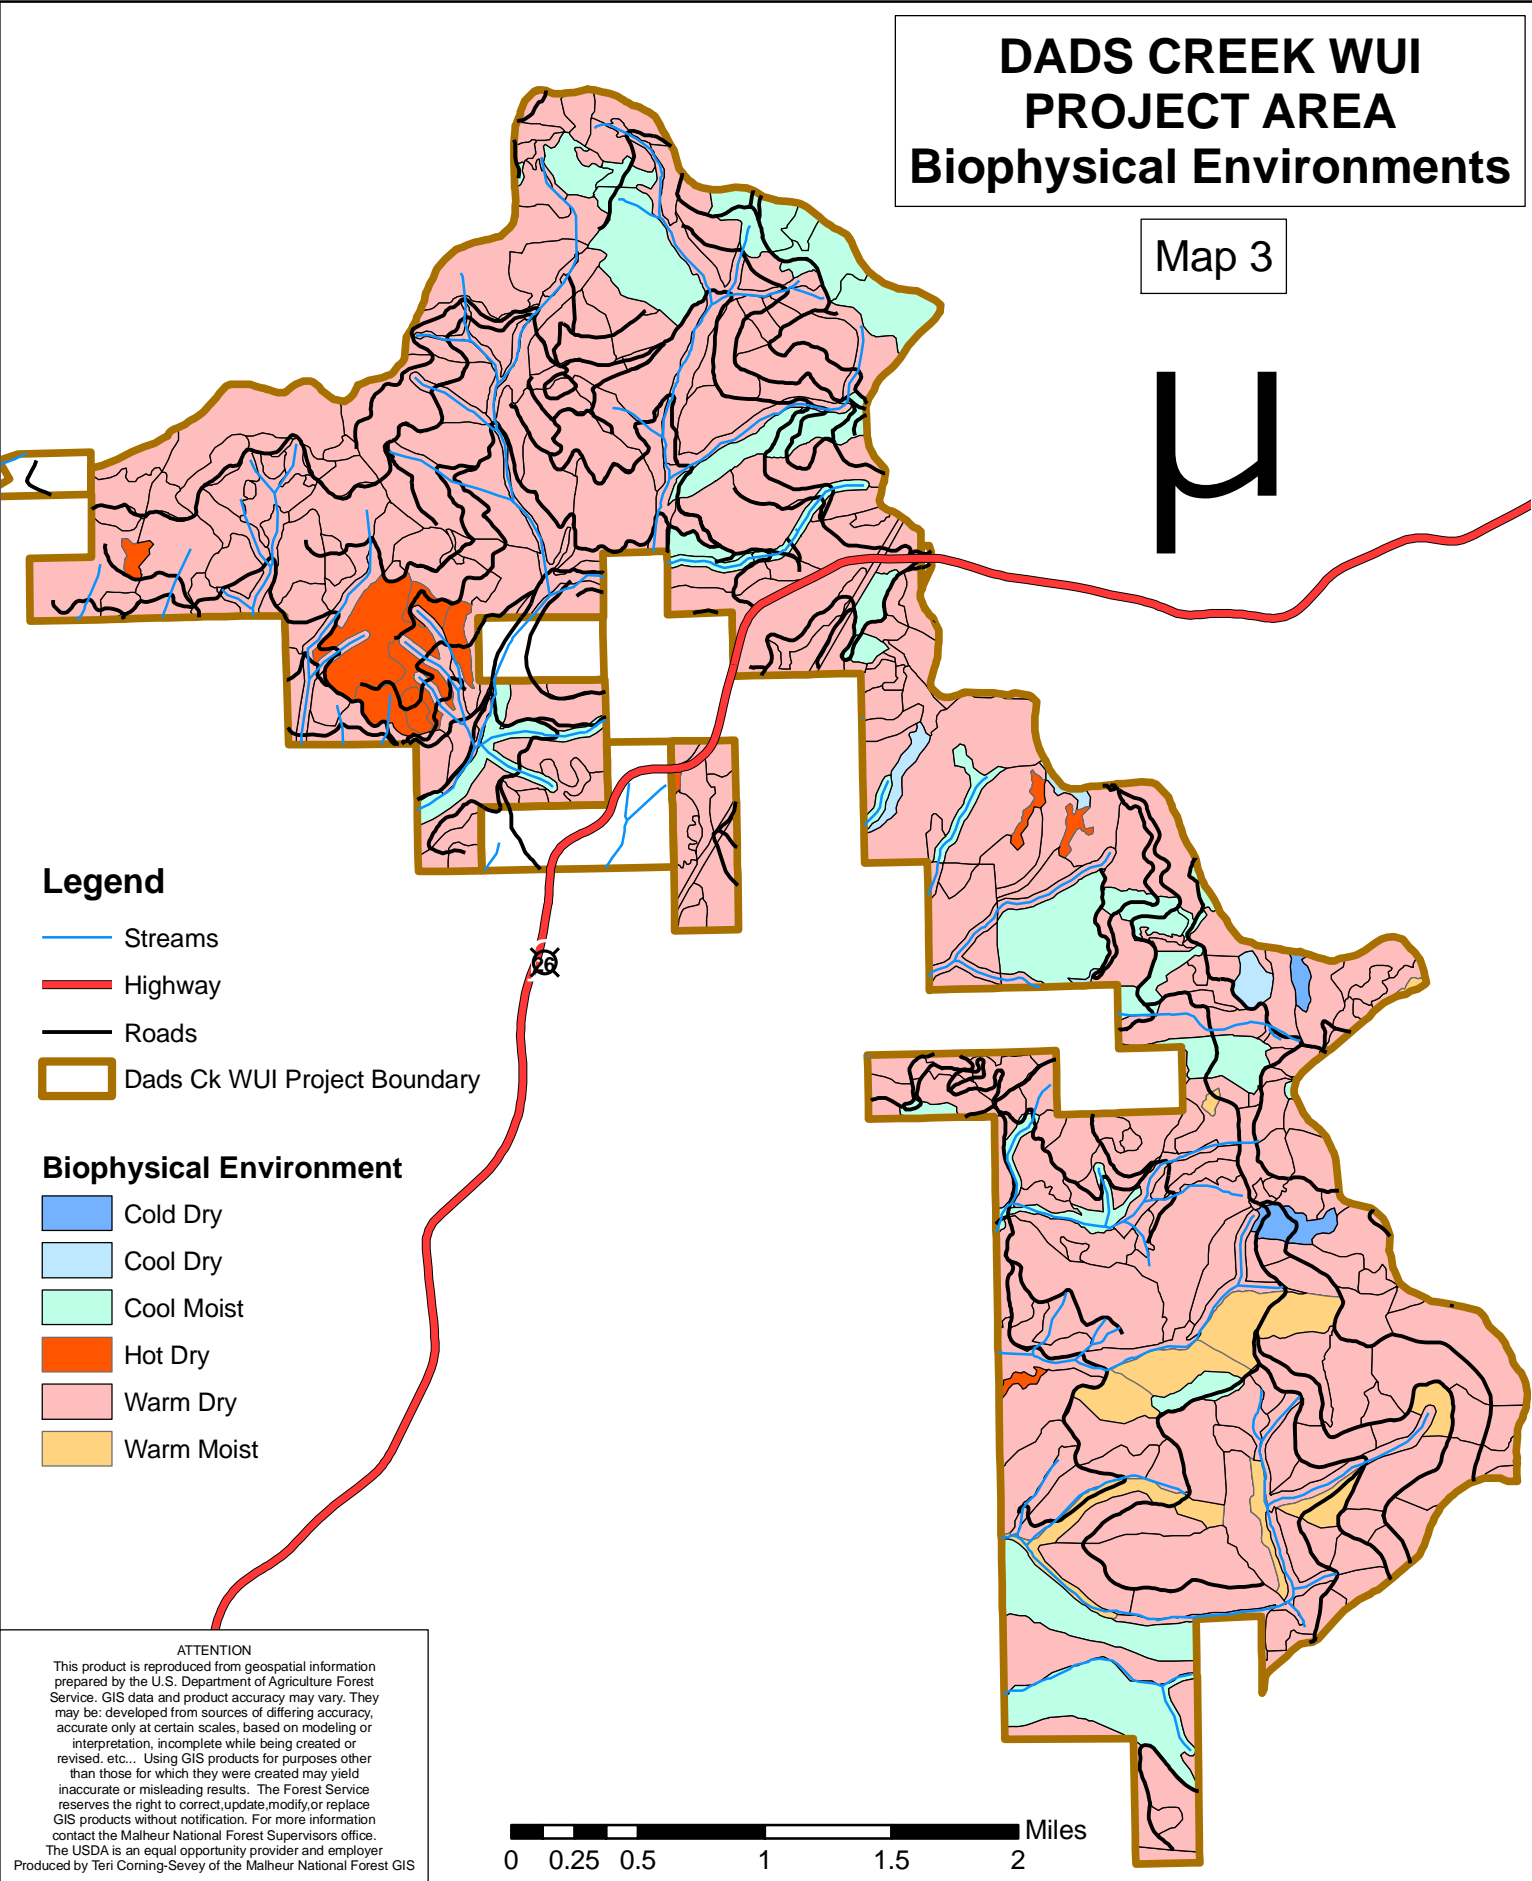 DADS CREEK WUI
PROJECT AREA
Biophysical Environments
Map 3
µ
Legend
Streams
Highway
Roads
Dads Ck WUI Project Boundary
26
Biophysical Environment
Cold Dry
Cool Dry
Cool Moist
Hot Dry
Warm Dry
Warm Moist
ATTENTION
This product is reproduced from geospatial information
prepared by the U.S. Department of Agriculture Forest
Service. GIS data and product accuracy may vary. They
may be: developed from sources of differing accuracy,
accurate only at certain scales, based on modeling or
interpretation, incomplete while being created or
revised. etc... Using GIS products for purposes other
than those for which they were created may yield
inaccurate or misleading results. The Forest Service
reserves the right to correct,update,modify,or replace
GIS products without notification. For more information
contact the Malheur National Forest Supervisors office.
The USDA is an equal opportunity provider and employer
Produced by Teri Corning-Sevey of the Malheur National Forest GIS
Miles
0 0.25 0.5 1 1.5 2